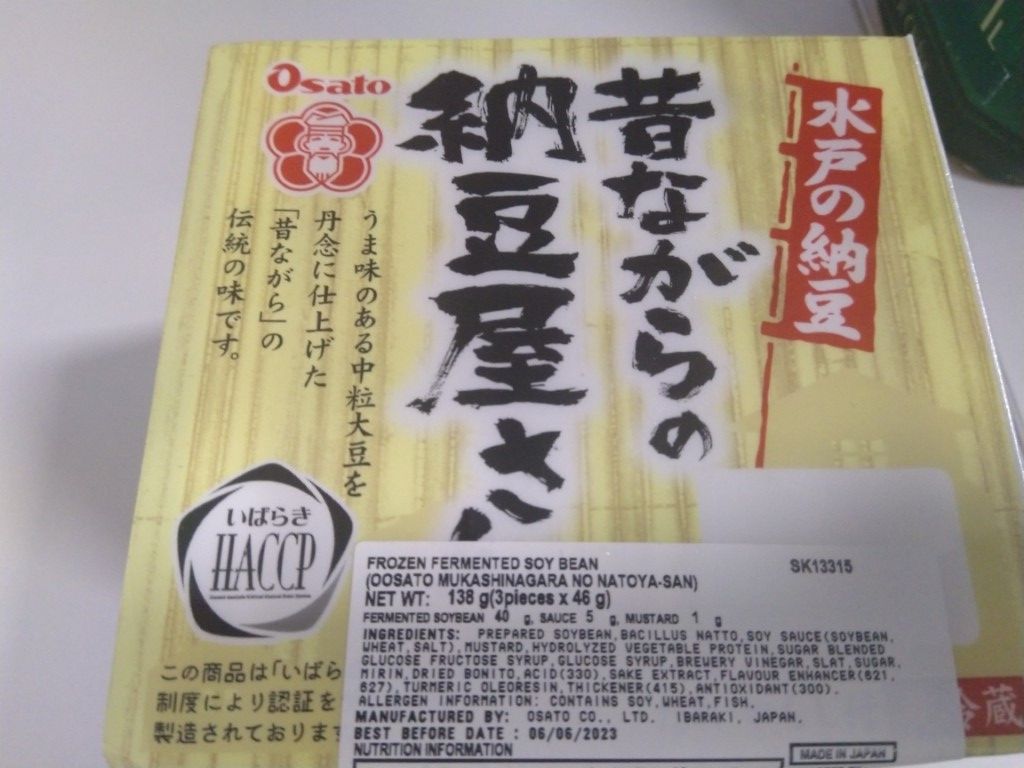 Osato
水戸の納豆
昔ながらの
納豆屋さ
うま味のある中粒大豆を
丹念に仕上げた
「昔ながら」の
伝統の味です。
いばらき
HACCP
この商品は「いばら
制度により認証を
製造されておりま
冷蔵
FROZEN FERMENTED SOY BEAN
SK13315
(OOSATO MUKASHINAGARA NO NATOYA-SAN)
NET WT: 138 g(3pieces x 46 g)
FERMENTED SOYBEAN 40 g, SAUCE 5 g, MUSTARD 1 g
INGREDIENTS: PREPARED SOYBEAN,BACILLUS NATTO,SOY SAUCE(SOYBEAN,
WHEAT,SALT),MUSTARD,HYDROLYZED VEGETABLE PROTEIN,SUGAR BLENDED
GLUCOSE FRUCTOSE SYRUP,GLUCOSE SYRUP,BREWERY VINEGAR,SLAT,SUGAR,
MIRIN,DRIED BONITO,ACID(330),SAKE EXTRACT,FLAVOUR ENHANCER(621,
627),TURMERIC OLEORESIN,THICKENER(415),ANTIOXIDANT(300).
ALLERGEN INFORMATION: CONTAINS SOY,WHEAT,FISH.
MANUFACTURED BY: OSATO CO., LTD. IBARAKI, JAPAN.
BEST BEFORE DATE : 06/06/2023
NUTRITION INFORMATION
MADE IN JAPAN